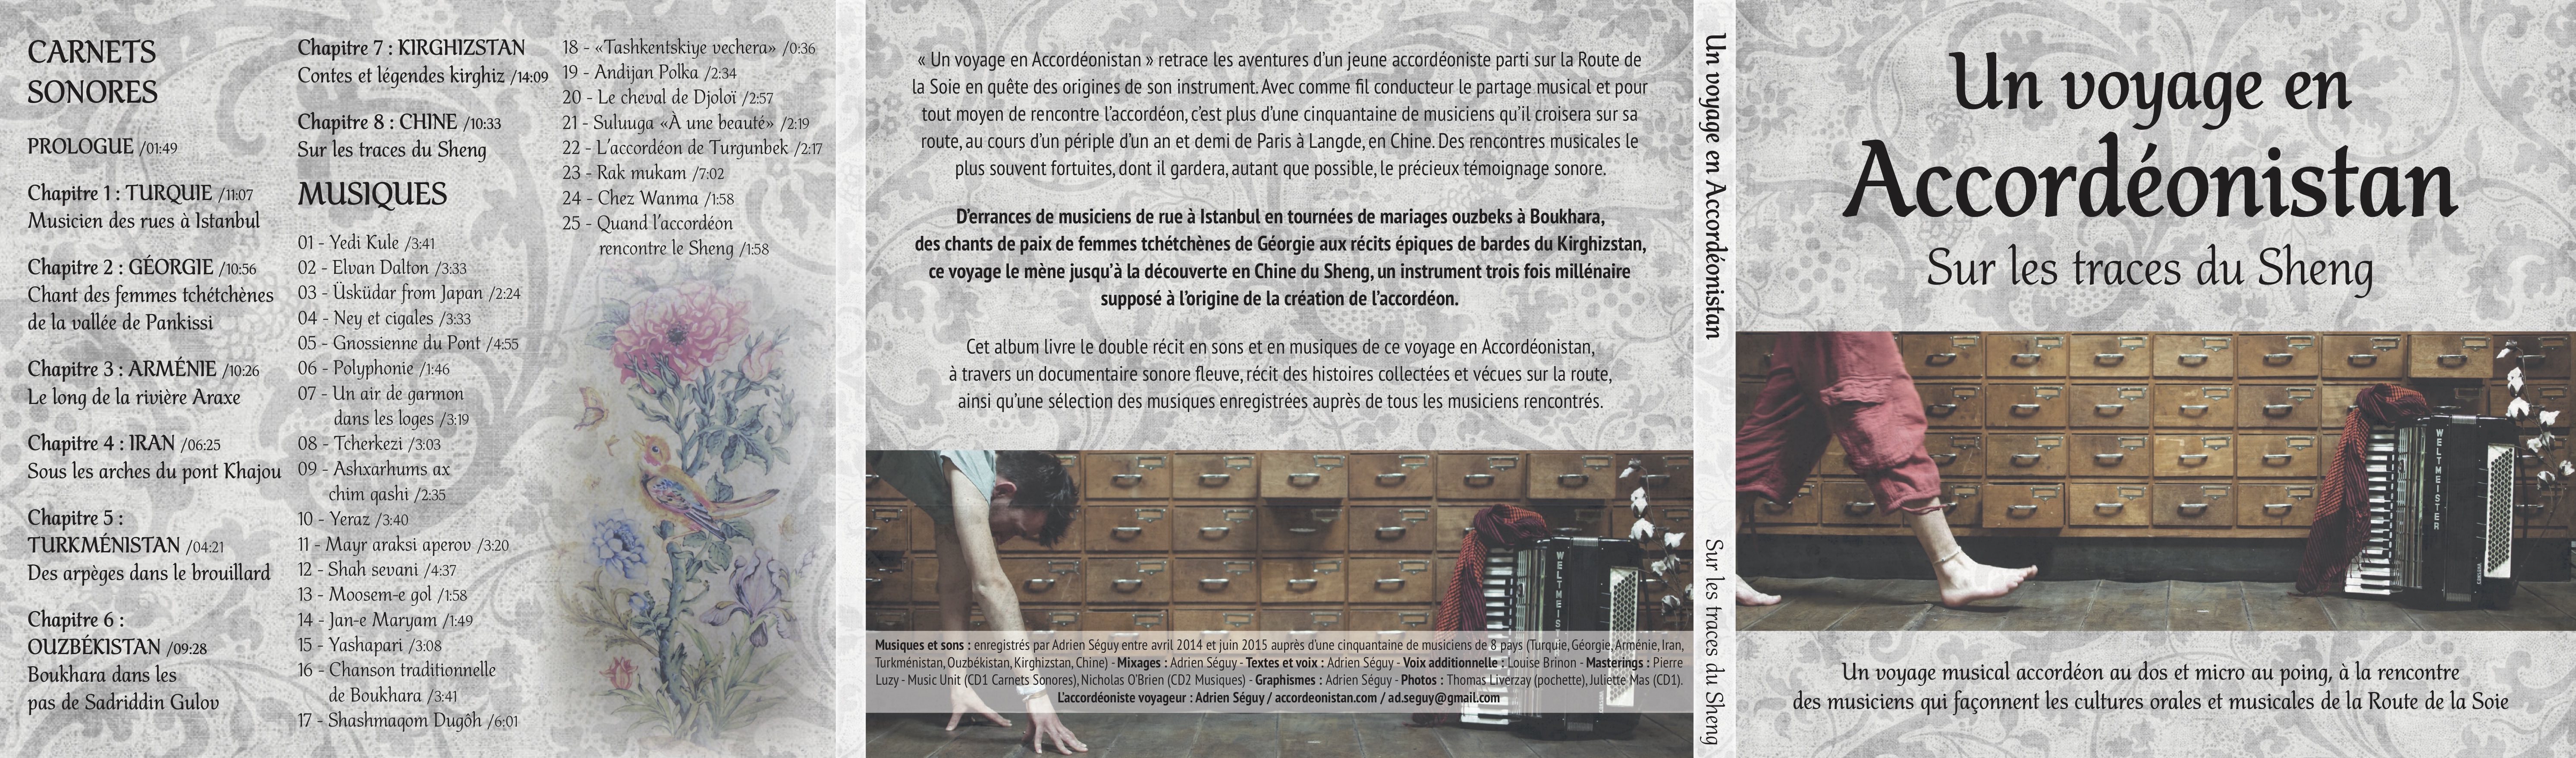 CARNETS
SONORES
PROLOGUE /01:49
Chapitre 1 : TURQUIE /11:07
Musicien des rues à Istanbul
Chapitre 2 : GÉORGIE /10:56
Chant des femmes tchétchènes
de la vallée de Pankissi
Chapitre 3 : ARMÉNIE /10:26
Le long de la rivière Araxe
Chapitre 4 : IRAN /06:25
Sous les arches du pont Khajou
Chapitre 5 :
TURKMÉNISTAN /04:21
Des arpèges dans le brouillard
Chapitre 6 :
OUZBÉKISTAN /09:28
Boukhara dans les
pas de Sadriddin Gulov
Chapitre 7 : KIRGHIZSTAN
Contes et légendes kirghiz /14:09
Chapitre 8 : CHINE /10:33
Sur les traces du Sheng
MUSIQUES
01 - Yedi Kule /3:41
02 - Elvan Dalton /3:33
03 - Üsküdar from Japan /2:24
04 - Ney et cigales /3:33
05 - Gnossienne du Pont /4:55
06 - Polyphonie /1:46
07 - Un air de garmon
dans les loges /3:19
08 - Tcherkezi /3:03
09 - Ashxarhums ax
chim qashi /2:35
10 - Yeraz /3:40
11 - Mayr araksi aperov /3:20
12 - Shah sevani /4:37
13 - Moosem-e gol /1:58
14 - Jan-e Maryam /1:49
15 - Yashapari /3:08
16 - Chanson traditionnelle
de Boukhara /3:41
17 - Shashmaqom Dugôh /6:01
18 - «Tashkentskiye vechera» /0:36
19 - Andijan Polka /2:34
20 - Le cheval de Djoloï /2:57
21 - Suluuga «À une beauté» /2:19
22 - L'accordéon de Turgunbek /2:17
23 - Rak mukam /7:02
24 - Chez Wanma /1:58
25 - Quand l'accordéon
rencontre le Sheng /1:58
« Un voyage en Accordéonistan » retrace les aventures d'un jeune accordéoniste parti sur la Route de
la Soie en quête des origines de son instrument. Avec comme fil conducteur le partage musical et pour
tout moyen de rencontre l'accordéon, c'est plus d'une cinquantaine de musiciens qu'il croisera sur sa
route, au cours d'un périple d'un an et demi de Paris à Langde, en Chine. Des rencontres musicales le
plus souvent fortuites, dont il gardera, autant que possible, le précieux témoignage sonore.
D'errances de musiciens de rue à Istanbul en tournées de mariages ouzbeks à Boukhara,
des chants de paix de femmes tchétchènes de Géorgie aux récits épiques de bardes du Kirghizstan,
ce voyage le mène jusqu'à la découverte en Chine du Sheng, un instrument trois fois millénaire
supposé à l'origine de la création de l'accordéon.
Cet album livre le double récit en sons et en musiques de ce voyage en Accordéonistan,
à travers un documentaire sonore fleuve, récit des histoires collectées et vécues sur la route,
ainsi qu'une sélection des musiques enregistrées auprès de tous les musiciens rencontrés.
WELTMEISTER
Musiques et sons : enregistrés par Adrien Séguy entre avril 2014 et juin 2015 auprès d'une cinquantaine de musiciens de 8 pays (Turquie, Géorgie, Arménie, Iran,
Turkménistan, Ouzbékistan, Kirghizstan, Chine) - Mixages : Adrien Séguy - Textes et voix : Adrien Séguy - Voix additionnelle : Louise Brinon - Masterings : Pierre
Luzy - Music Unit (CD1 Carnets Sonores), Nicholas O'Brien (CD2 Musiques) - Graphismes : Adrien Séguy - Photos : Thomas Liverzay (pochette), Juliette Mas (CD1).
L'accordéoniste voyageur : Adrien Séguy / accordeonistan.com / ad.seguy@gmail.com
Un voyage en Accordéonistan
Sur les traces du Sheng
Un voyage en
Accordéonistan
Sur les traces du Sheng
WELTMEISTER
Un voyage musical accordéon au dos et micro au poing, à la rencontre
des musiciens qui façonnent les cultures orales et musicales de la Route de la Soie